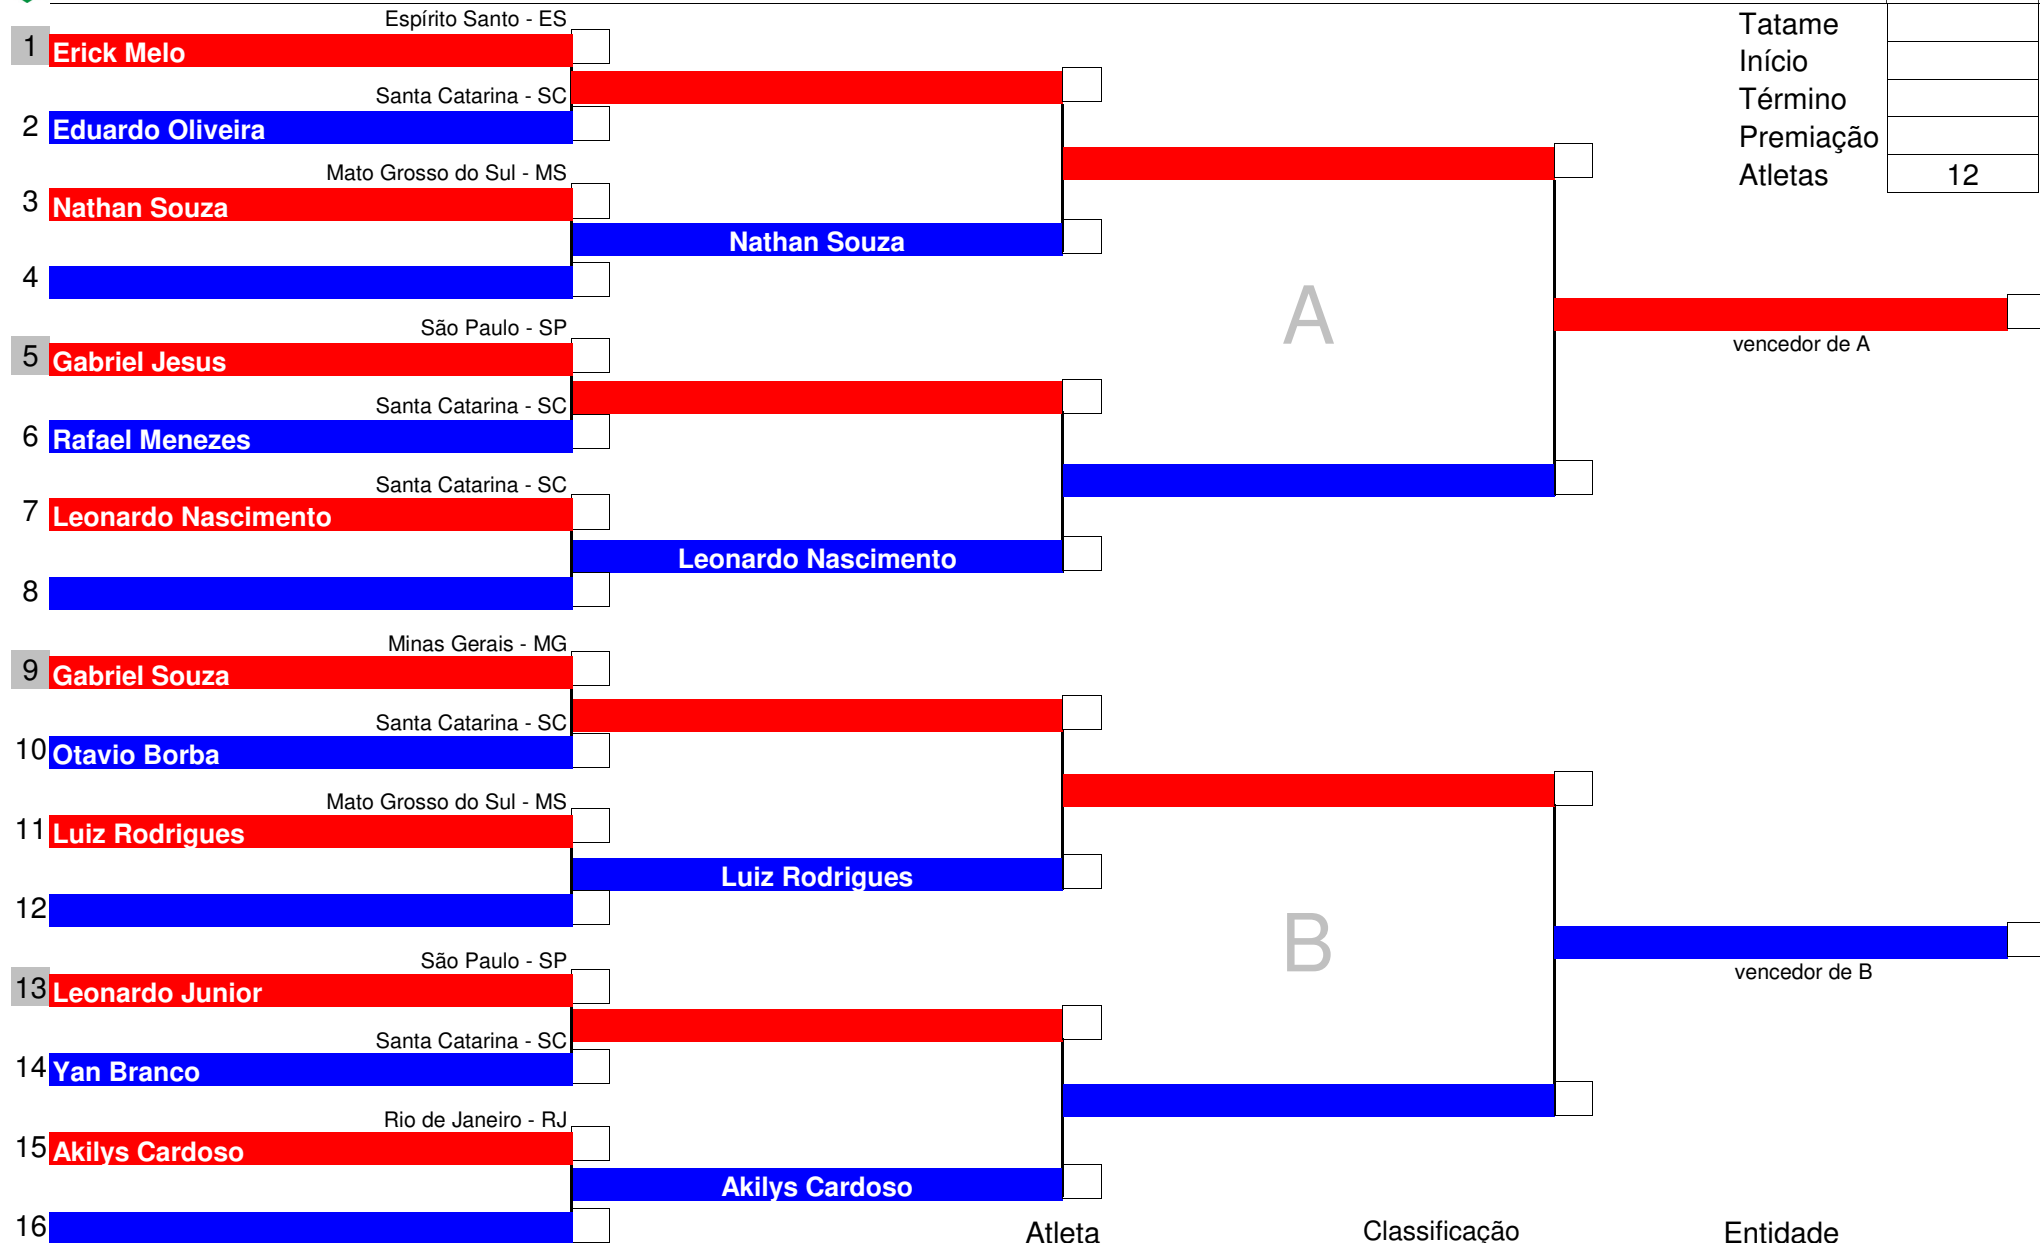 Espírito Santo - ES
1 Erick Melo
Santa Catarina - SC
2 Eduardo Oliveira
Mato Grosso do Sul - MS
3 Nathan Souza
Nathan Souza
4
São Paulo - SP
5 Gabriel Jesus
Santa Catarina - SC
6 Rafael Menezes
Santa Catarina - SC
7 Leonardo Nascimento
Leonardo Nascimento
8
Minas Gerais - MG
9 Gabriel Souza
Santa Catarina - SC
10 Otavio Borba
Mato Grosso do Sul - MS
11 Luiz Rodrigues
Luiz Rodrigues
12
São Paulo - SP
13 Leonardo Junior
Santa Catarina - SC
14 Yan Branco
Rio de Janeiro - RJ
15 Akilys Cardoso
Akilys Cardoso
16
A
B
Tatame
Início
Término
Premiação
Atletas 12
vencedor de A
vencedor de B
Atleta Classificação Entidade